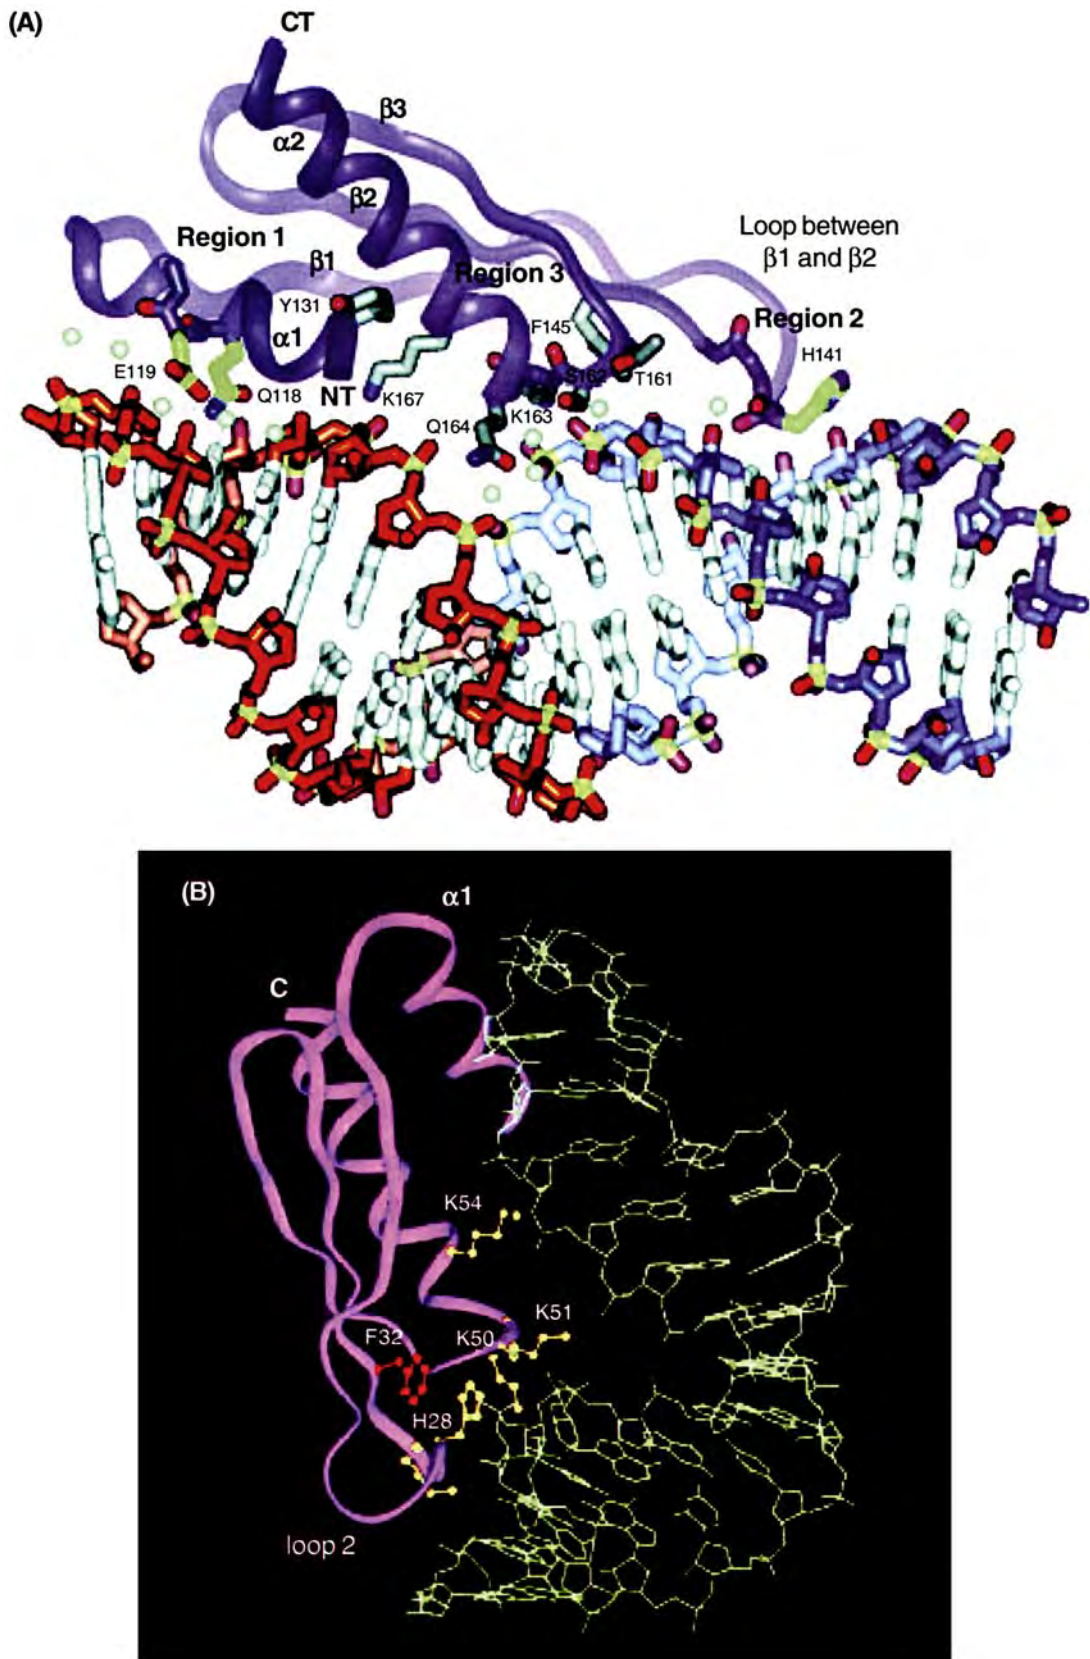 (A)
CT
β3
α2
β2
Region 1
Loop between
β1 and β2
β1
Region 3
Y131
F145
Region 2
α1
H141
E119
S162
T161
Q118
NT
K167
K163
Q164
(B)
α1
C
K54
K51
F32
K50
H28
loop 2